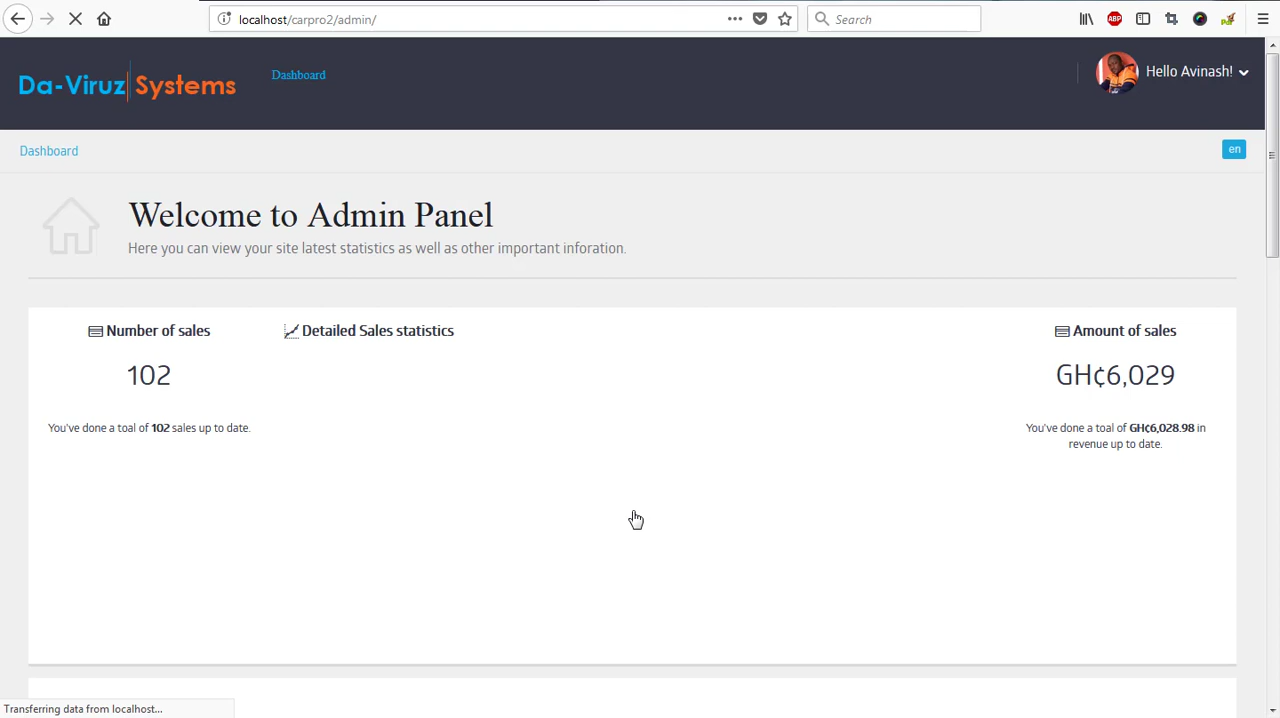 localhost/carpro2/admin/
Search
ABP
Da-Viruz Systems
Dashboard
Hello Avinash!
Dashboard
en
Welcome to Admin Panel
Here you can view your site latest statistics as well as other important inforation.
Number of sales
Detailed Sales statistics
Amount of sales
102
GH₵6,029
You've done a toal of 102 sales up to date.
You've done a toal of GH₵6,028.98 in
revenue up to date.
Transferring data from localhost...